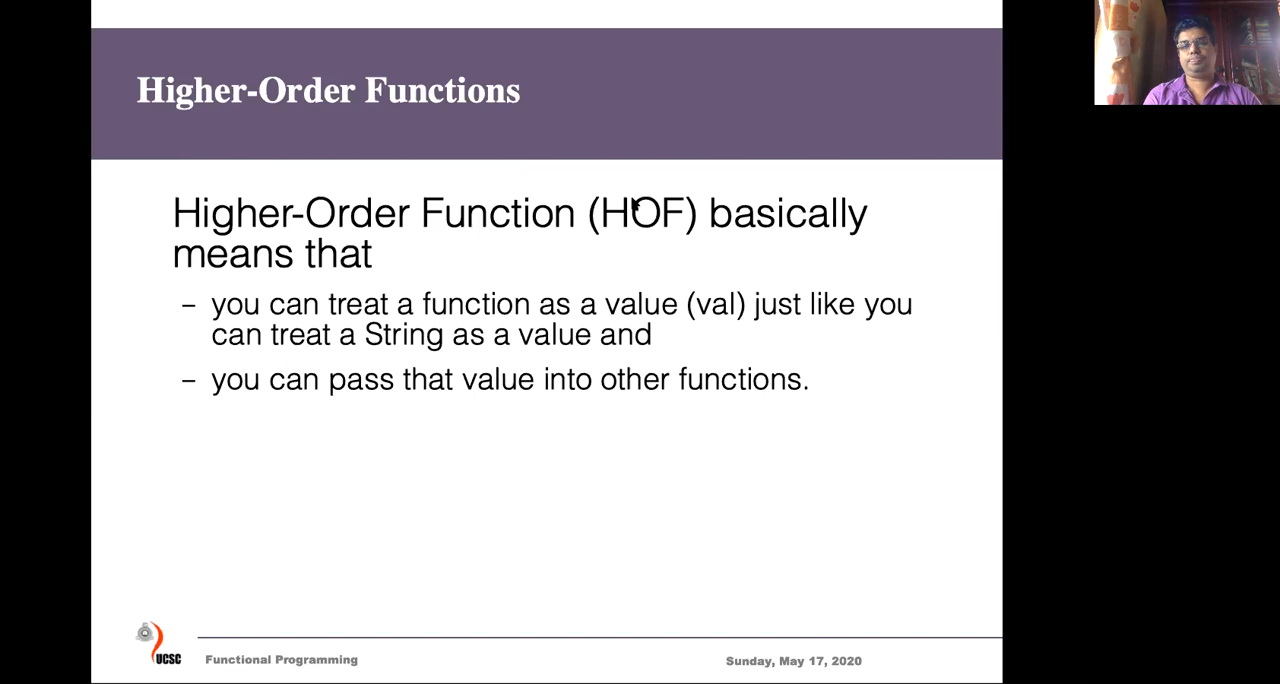 Higher-Order Functions
Higher-Order Function (HOF) basically
means that
– you can treat a function as a value (val) just like you
can treat a String as a value and
– you can pass that value into other functions.
UCSC
Functional Programming
Sunday, May 17, 2020